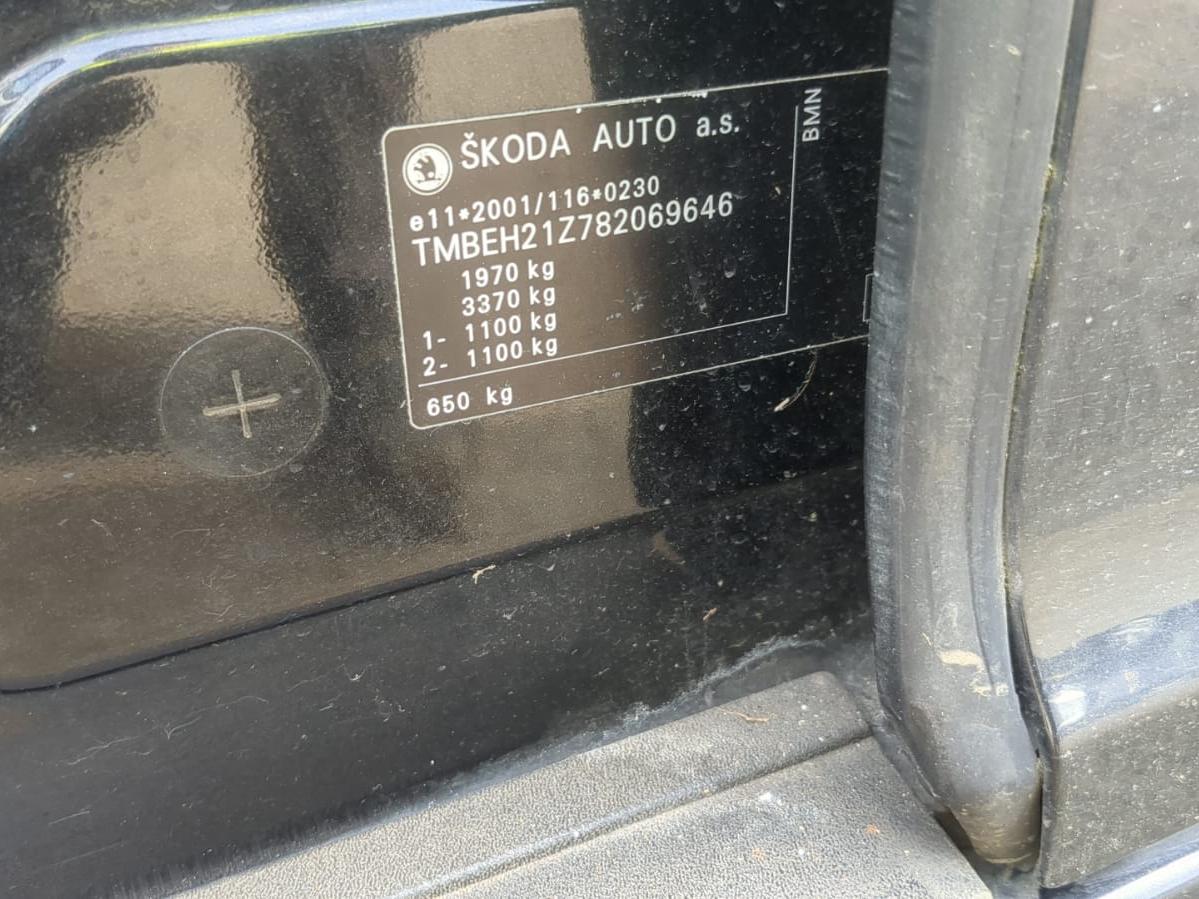 ŠKODA AUTO a.s.
BMN
e11*2001/116*0230
TMBEH21Z782069646
1970 kg
3370 kg
1- 1100 kg
2- 1100 kg
650 kg